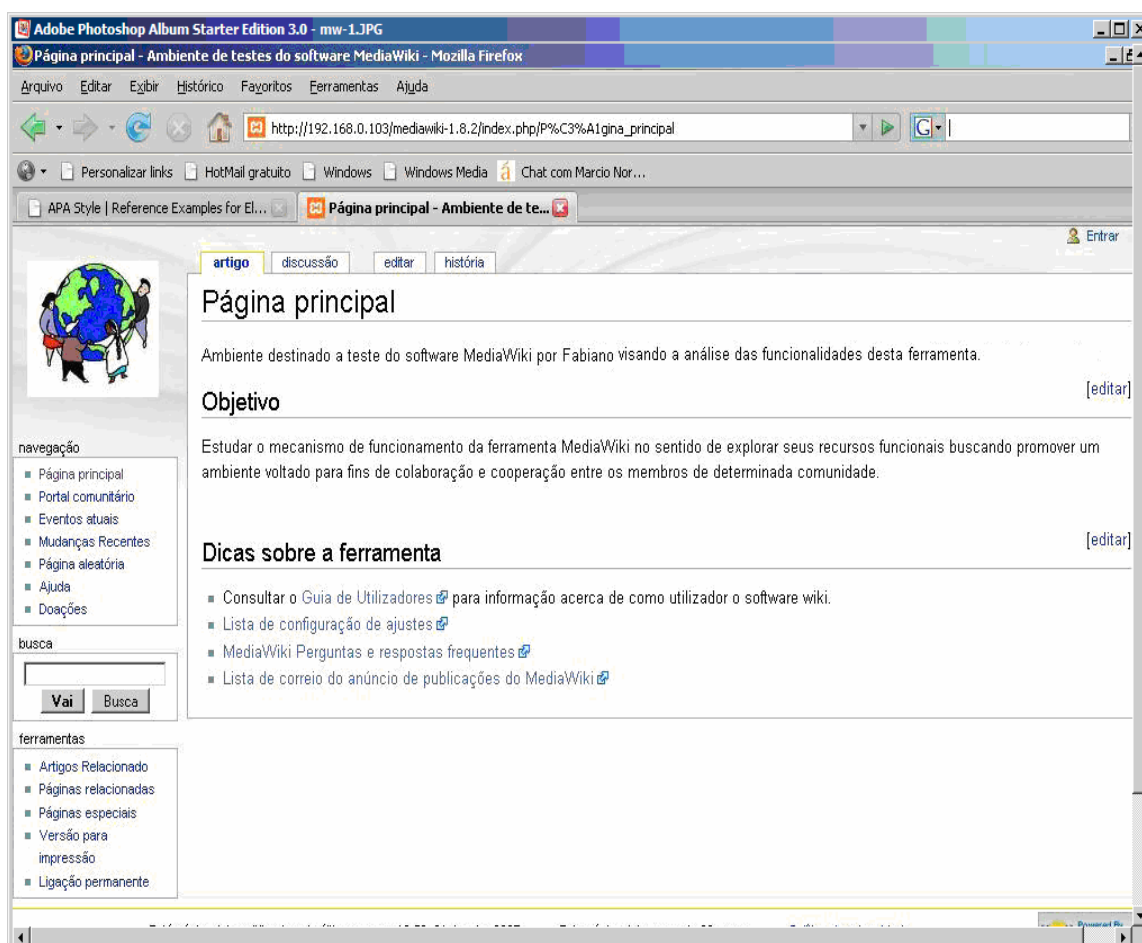 Adobe Photoshop Album Starter Edition 3.0 - mw-1.JPG
Página principal - Ambiente de testes do software MediaWiki - Mozilla Firefox
Arquivo Editar Exibir Histórico Favoritos Ferramentas Ajuda
http://192.168.0.103/mediawiki-1.8.2/index.php/P%C3%A1gina_principal
G
Personalizar links HotMail gratuito Windows Windows Media Chat com Marcio Nor...
APA Style | Reference Examples for El... Página principal - Ambiente de te...
Entrar
artigo discussão editar história
Página principal
Ambiente destinado a teste do software MediaWiki por Fabiano visando a análise das funcionalidades desta ferramenta.
[editar]
Objetivo
Estudar o mecanismo de funcionamento da ferramenta MediaWiki no sentido de explorar seus recursos funcionais buscando promover um
ambiente voltado para fins de colaboração e cooperação entre os membros de determinada comunidade.
[editar]
Dicas sobre a ferramenta
Consultar o Guia de Utilizadores para informação acerca de como utilizador o software wiki.
Lista de configuração de ajustes
MediaWiki Perguntas e respostas frequentes
Lista de correio do anúncio de publicações do MediaWiki
navegação
Página principal
Portal comunitário
Eventos atuais
Mudanças Recentes
Página aleatória
Ajuda
Doações
busca
Vai Busca
ferramentas
Artigos Relacionado
Páginas relacionadas
Páginas especiais
Versão para
impressão
Ligação permanente
Powered By